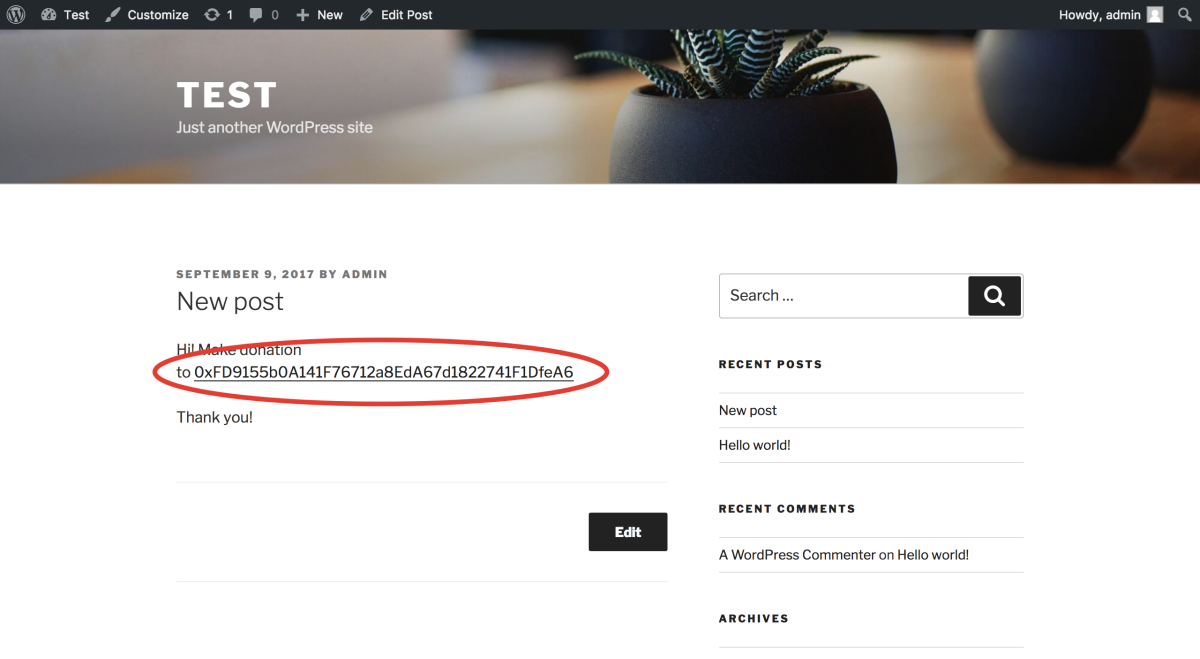 Test
Customize
1
0
New
Edit Post
Howdy, admin
TEST
Just another WordPress site
SEPTEMBER 9, 2017 BY ADMIN
New post
Hi! Make donation
to 0xFD9155b0A141F76712a8EdA67d1822741F1DfeA6
Thank you!
Edit
Search ...
RECENT POSTS
New post
Hello world!
RECENT COMMENTS
A WordPress Commenter on Hello world!
ARCHIVES